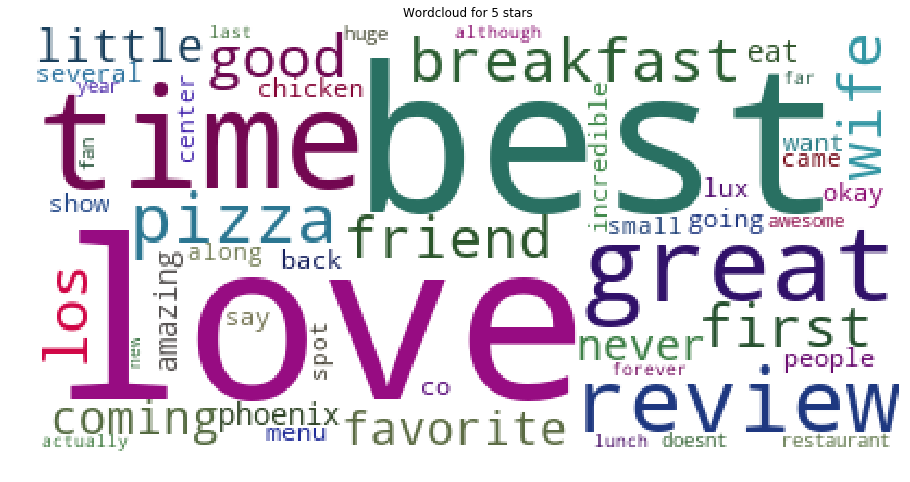 Wordcloud for 5 stars
last
huge
although
little
good
breakfast
eat
wife
several
year
chicken
center
far
time
best
incredible
fan
want
came
show
lux
okay
pizza
friend
small
going
awesome
along
back
great
los
love
amazing
say
spot
new
never
first
forever
people
co
review
coming
phoenix
menu
favorite
actually
lunch
doesnt
restaurant